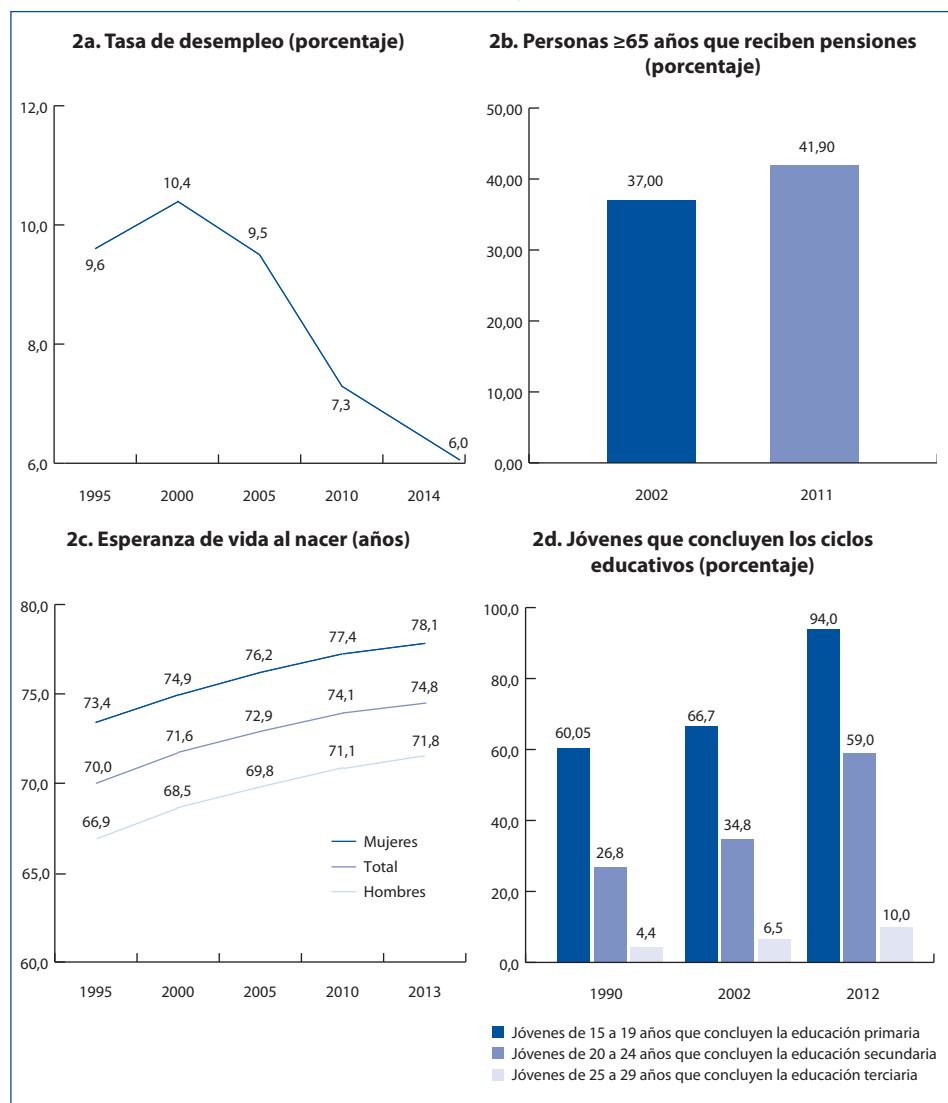 2a. Tasa de desempleo (porcentaje)
12,0
10,0
8,0
6,0
9,6
10,4
9,5
7,3
6,0
1995 2000 2005 2010 2014
2b. Personas ≥65 años que reciben pensiones
(porcentaje)
50,00
40,00
30,00
20,00
10,00
0,00
37,00
41,90
2002 2011
2c. Esperanza de vida al nacer (años)
80,0
75,0
70,0
65,0
60,0
73,4 74,9 76,2 77,4 78,1
70,0 71,6 72,9 74,1 74,8
66,9 68,5 69,8 71,1 71,8
Mujeres
Total
Hombres
1995 2000 2005 2010 2013
2d. Jóvenes que concluyen los ciclos
educativos (porcentaje)
100,0
80,0
60,0
40,0
20,0
0,0
60,05 26,8 4,4
66,7 34,8 6,5
94,0 59,0 10,0
1990 2002 2012
Jóvenes de 15 a 19 años que concluyen la educación primaria
Jóvenes de 20 a 24 años que concluyen la educación secundaria
Jóvenes de 25 a 29 años que concluyen la educación terciaria